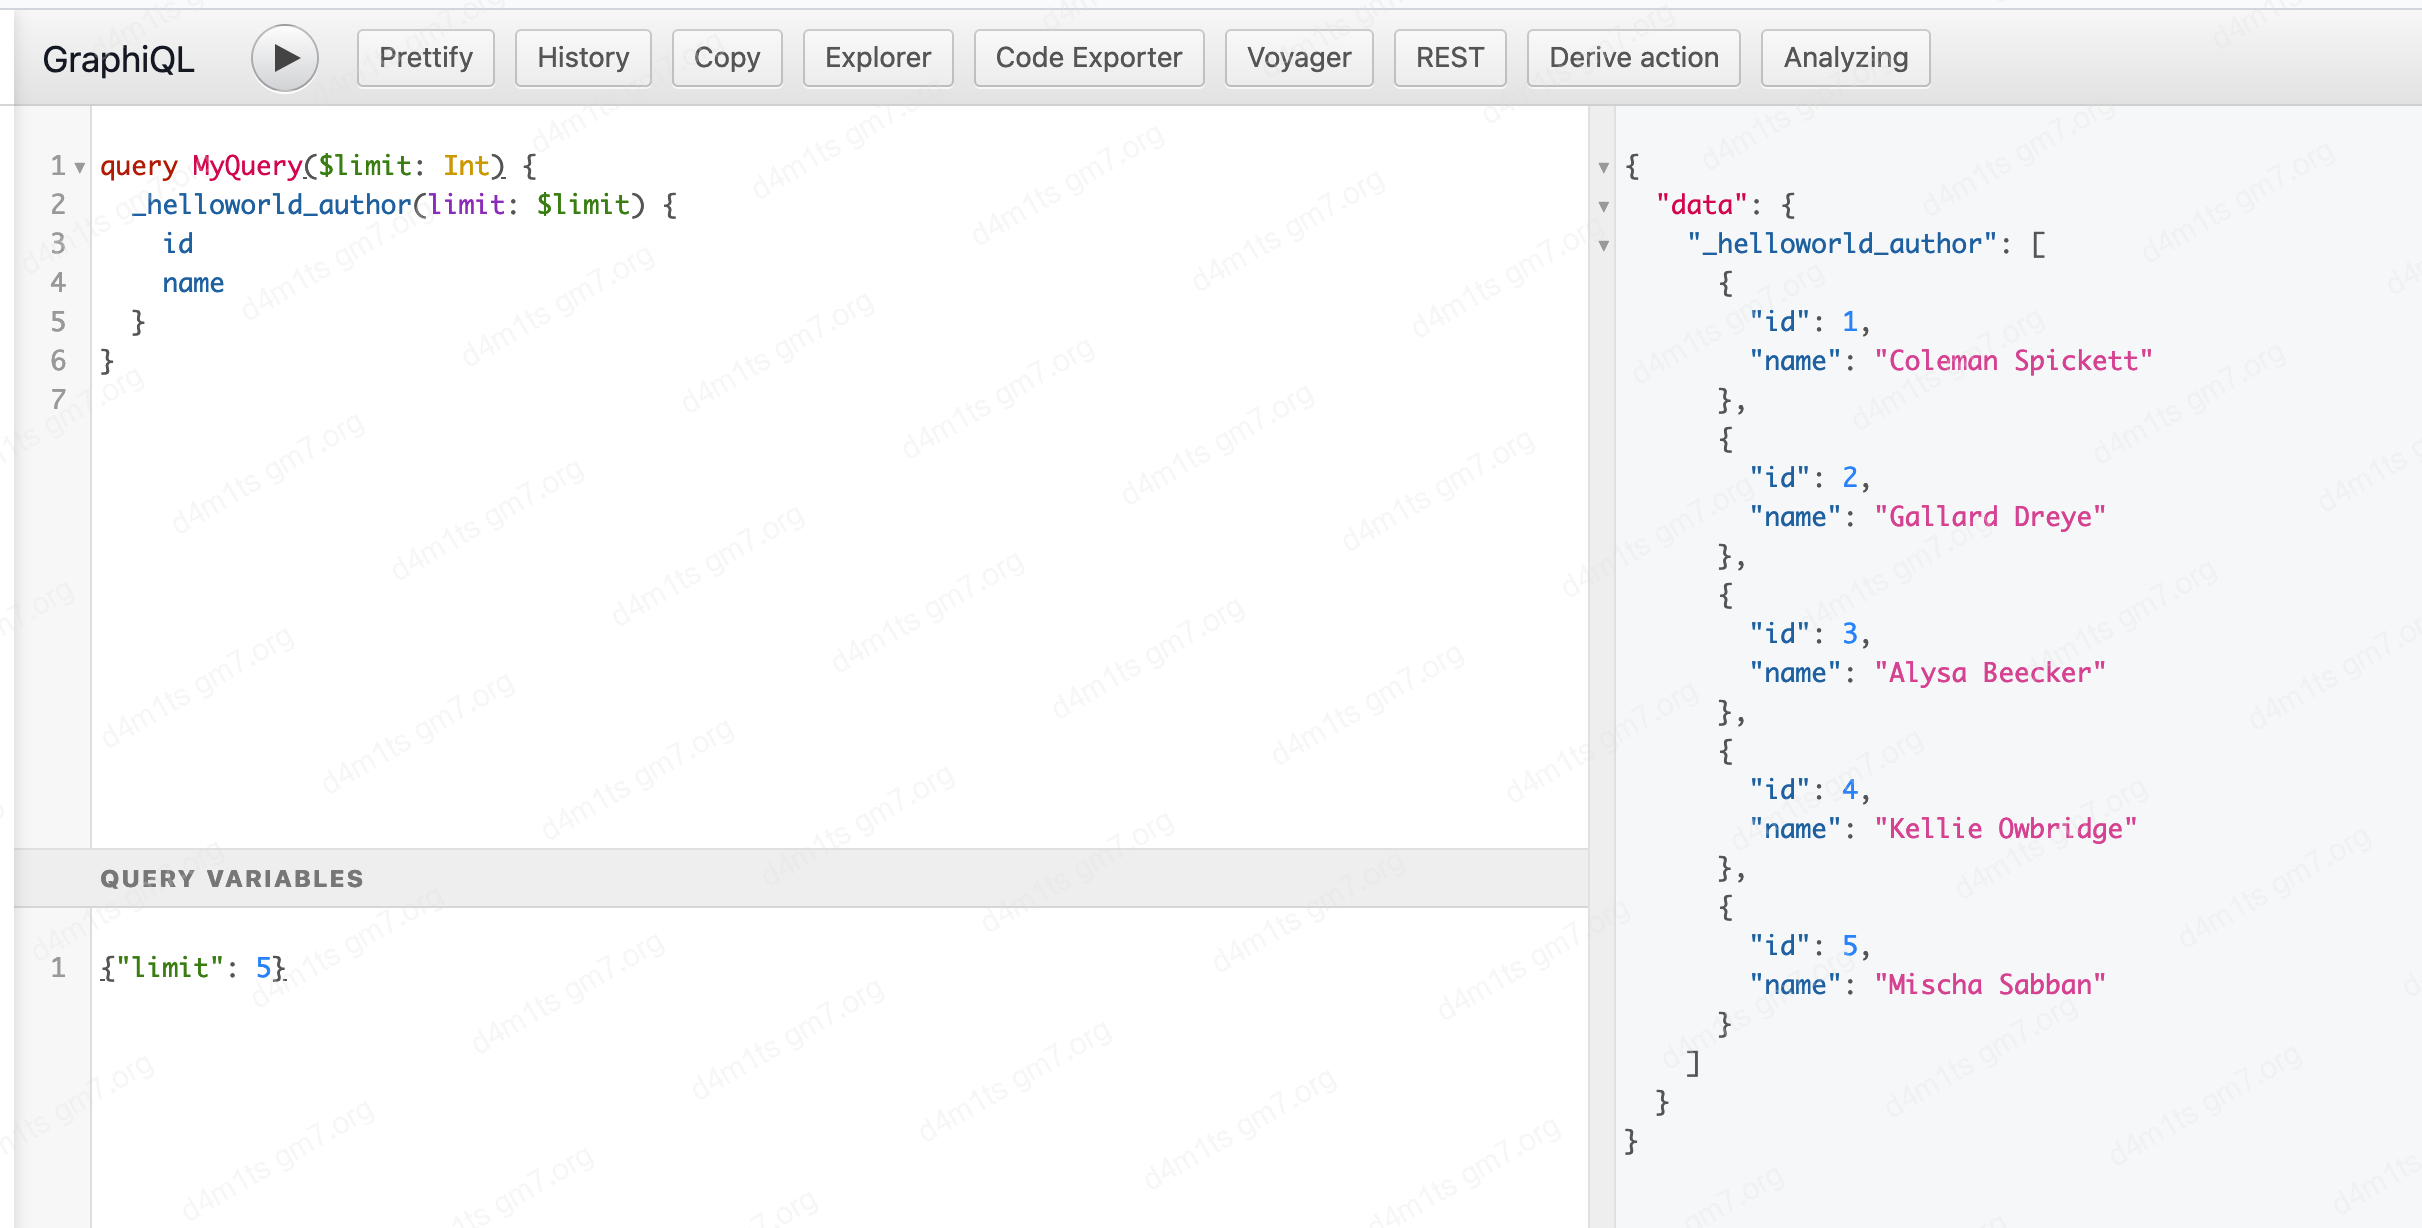 GraphiQL Prettify History Copy Explorer Code Exporter Voyager REST Derive action Analyzing
1 query MyQuery($limit: Int) {
2 _helloworld_author(limit: $limit) {
3 id
4 name
5 }
6 }
7
QUERY VARIABLES
1 {"limit": 5}
{
"data": {
"_helloworld_author": [
{
"id": 1,
"name": "Coleman Spickett"
},
{
"id": 2,
"name": "Gallard Dreye"
},
{
"id": 3,
"name": "Alysa Beecker"
},
{
"id": 4,
"name": "Kellie Owbridge"
},
{
"id": 5,
"name": "Mischa Sabban"
}
]
}
}
d4m1ts gm7.org